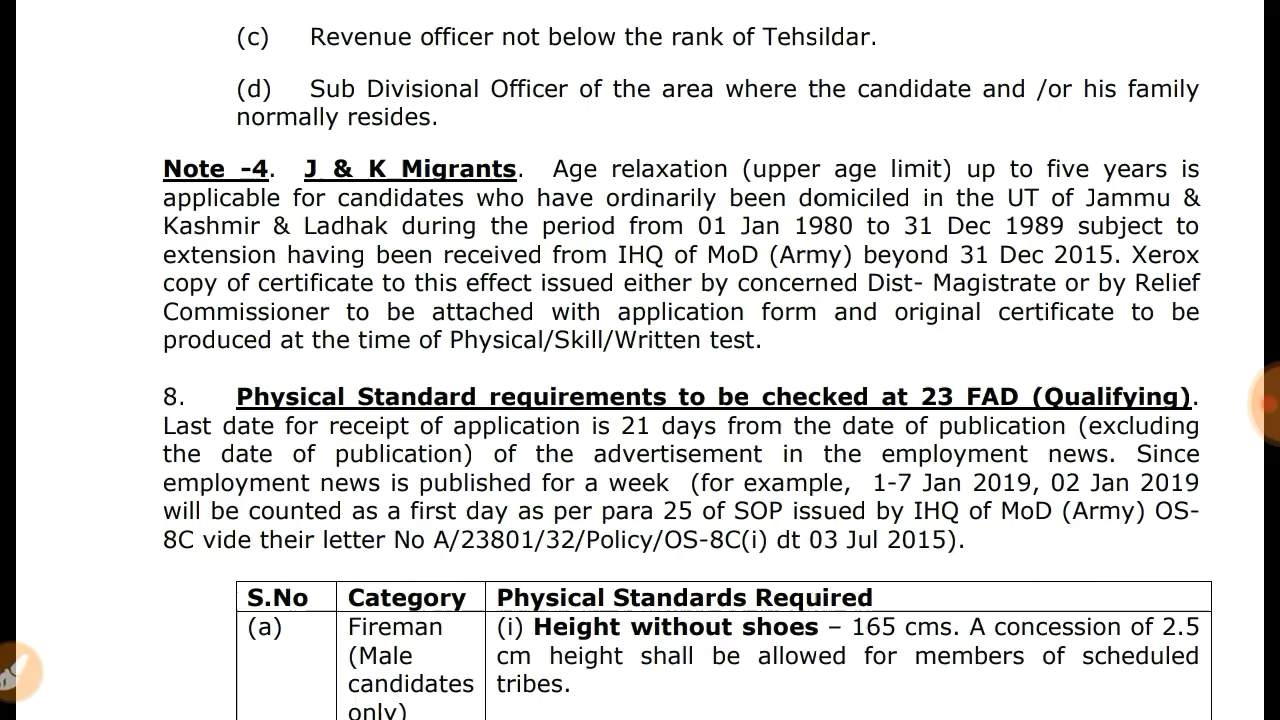 (c) Revenue officer not below the rank of Tehsildar.
(d) Sub Divisional Officer of the area where the candidate and /or his family
normally resides.
Note -4. J & K Migrants. Age relaxation (upper age limit) up to five years is
applicable for candidates who have ordinarily been domiciled in the UT of Jammu &
Kashmir & Ladhak during the period from 01 Jan 1980 to 31 Dec 1989 subject to
extension having been received from IHQ of MoD (Army) beyond 31 Dec 2015. Xerox
copy of certificate to this effect issued either by concerned Dist- Magistrate or by Relief
Commissioner to be attached with application form and original certificate to be
produced at the time of Physical/Skill/Written test.
8. Physical Standard requirements to be checked at 23 FAD (Qualifying).
Last date for receipt of application is 21 days from the date of publication (excluding
the date of publication) of the advertisement in the employment news. Since
employment news is published for a week (for example, 1-7 Jan 2019, 02 Jan 2019
will be counted as a first day as per para 25 of SOP issued by IHQ of MoD (Army) OS-
8C vide their letter No A/23801/32/Policy/OS-8C(i) dt 03 Jul 2015).
S.No Category Physical Standards Required
(a) Fireman (i) Height without shoes – 165 cms. A concession of 2.5
(Male cm height shall be allowed for members of scheduled
candidates tribes.
only)